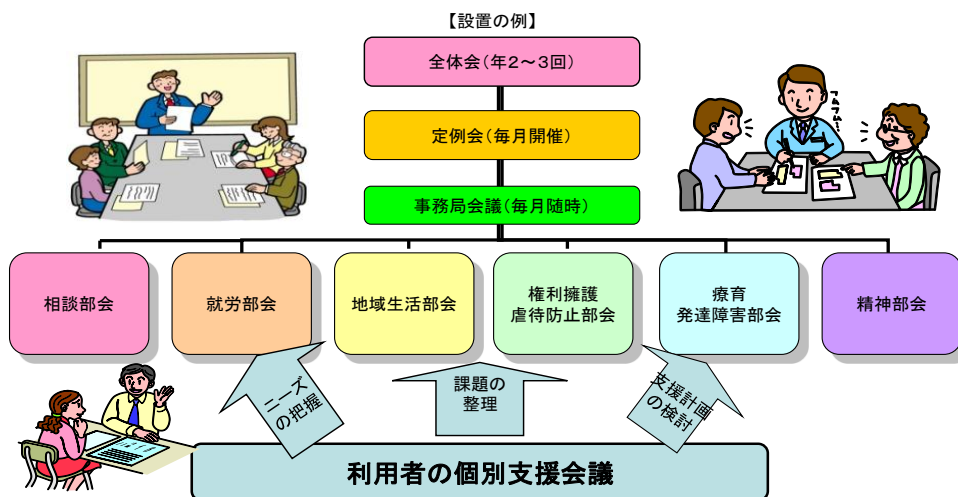 【設置の例】
全体会（年２～３回）
定例会（毎月開催）
事務局会議（毎月随時）
フムフム…
相談部会
就労部会
地域生活部会
権利擁護
虐待防止部会
療育
発達障害部会
精神部会
ニーズ
の把握
課題の
整理
支援計画
の検討
利用者の個別支援会議